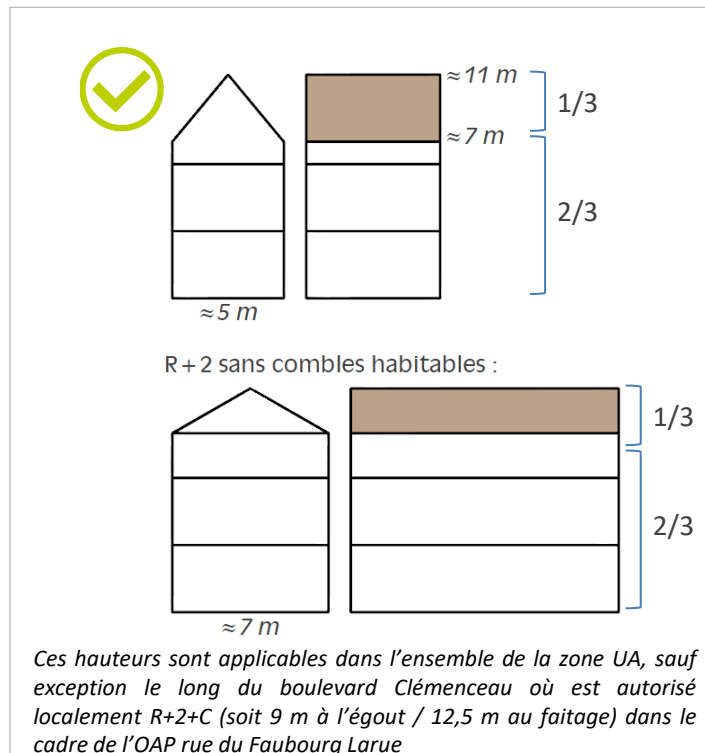 ≈11 m
1/3
≈7 m
2/3
≈5 m
R+2 sans combles habitables :
1/3
2/3
≈7 m
Ces hauteurs sont applicables dans l’ensemble de la zone UA, sauf
exception le long du boulevard Clémenceau où est autorisé
localement R+2+C (soit 9 m à l’égout / 12,5 m au faitage) dans le
cadre de l’OAP rue du Faubourg Larue